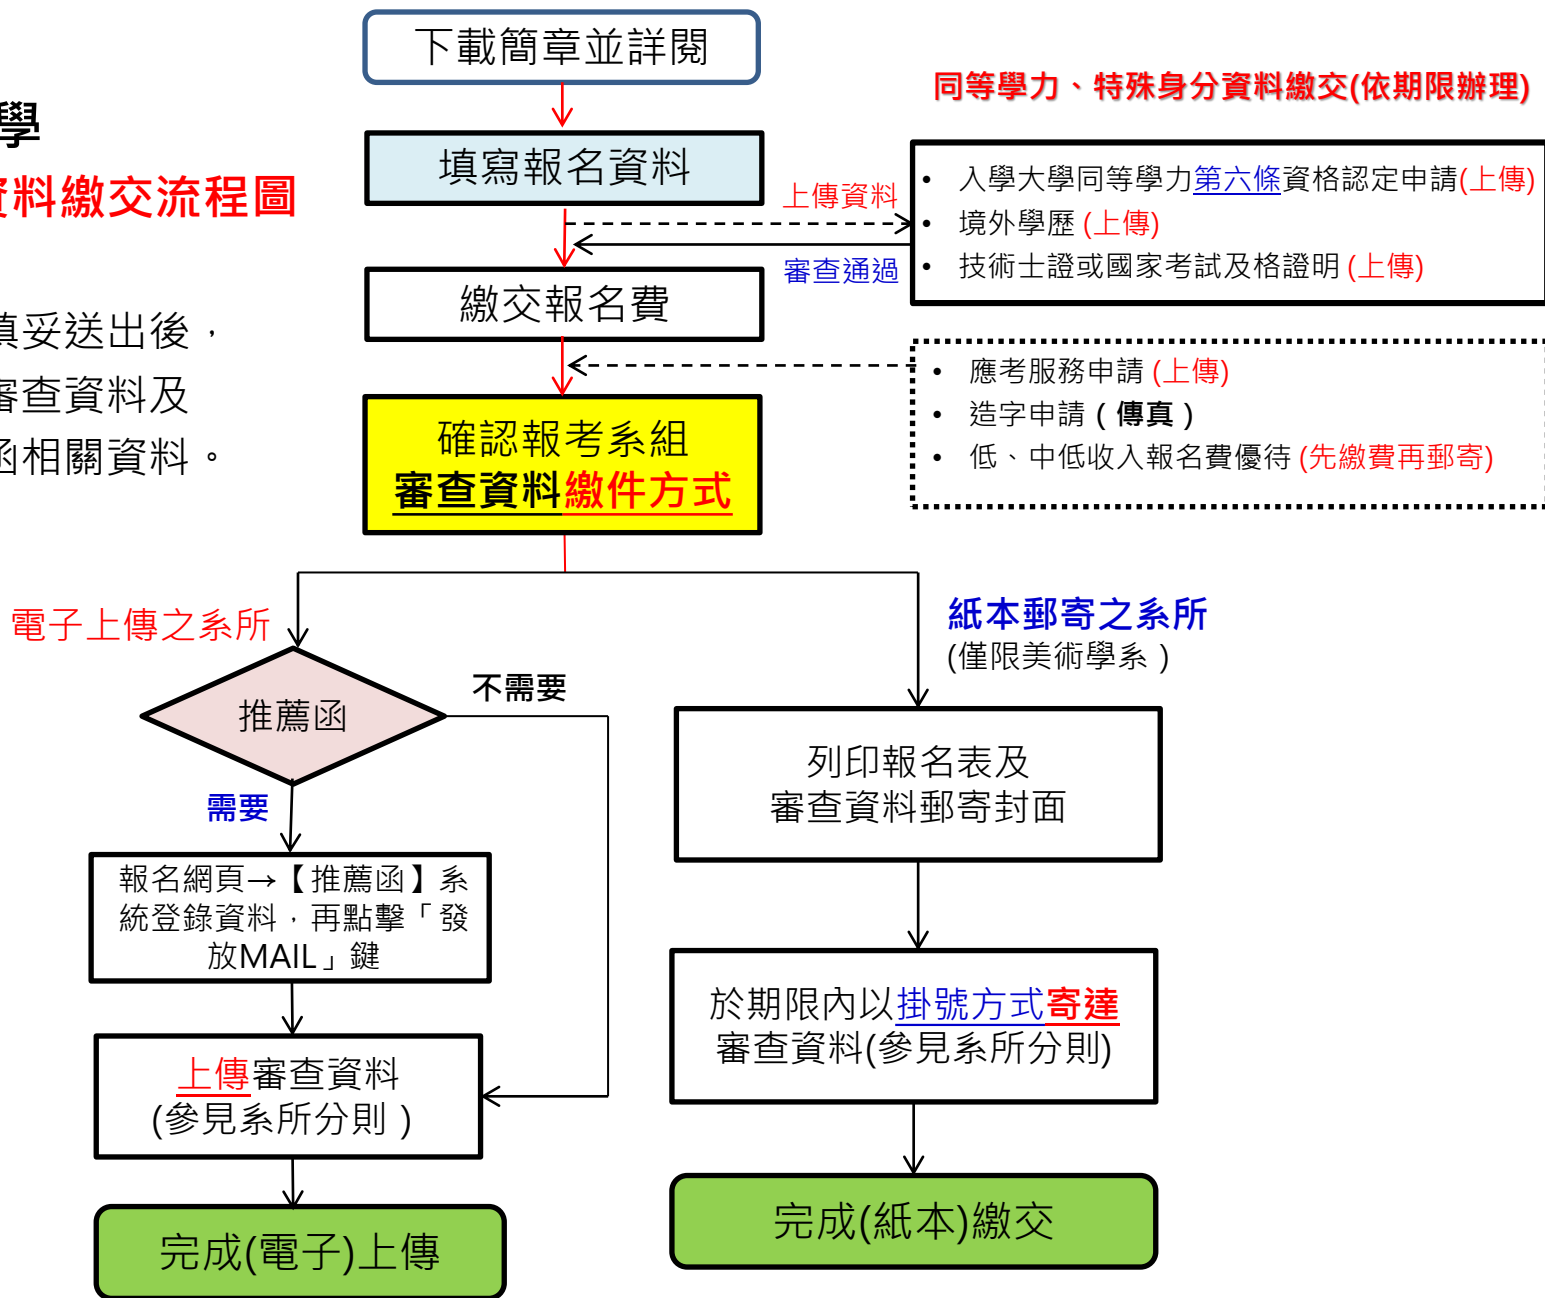 下載簡章並詳閱
學
資料繳交流程圖
填妥送出後，
審查資料及
函相關資料。
填寫報名資料
繳交報名費
確認報考系組
審查資料繳件方式
同等學力、特殊身分資料繳交(依期限辦理)
上傳資料
審查通過
• 入學大學同等學力第六條資格認定申請(上傳)
• 境外學歷 (上傳)
• 技術士證或國家考試及格證明 (上傳)
• 應考服務申請 (上傳)
• 造字申請 ( 傳真 )
• 低、中低收入報名費優待 (先繳費再郵寄)
電子上傳之系所
推薦函
不需要
需要
報名網頁→【推薦函】系
統登錄資料，再點擊「發
放MAIL」鍵
上傳審查資料
(參見系所分則 )
完成(電子)上傳
紙本郵寄之系所
(僅限美術學系 )
列印報名表及
審查資料郵寄封面
於期限內以掛號方式寄達
審查資料(參見系所分則)
完成(紙本)繳交